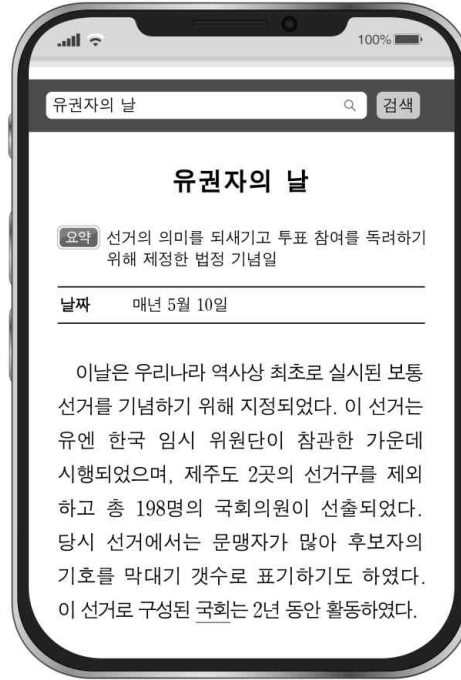 100%
유권자의 날
검색
유권자의 날
요약 선거의 의미를 되새기고 투표 참여를 독려하기
위해 제정한 법정 기념일
날짜 매년 5월 10일
이날은 우리나라 역사상 최초로 실시된 보통
선거를 기념하기 위해 지정되었다. 이 선거는
유엔 한국 임시 위원단이 참관한 가운데
시행되었으며, 제주도 2곳의 선거구를 제외
하고 총 198명의 국회의원이 선출되었다.
당시 선거에서는 문맹자가 많아 후보자의
기호를 막대기 갯수로 표기하기도 하였다.
이 선거로 구성된 국회는 2년 동안 활동하였다.